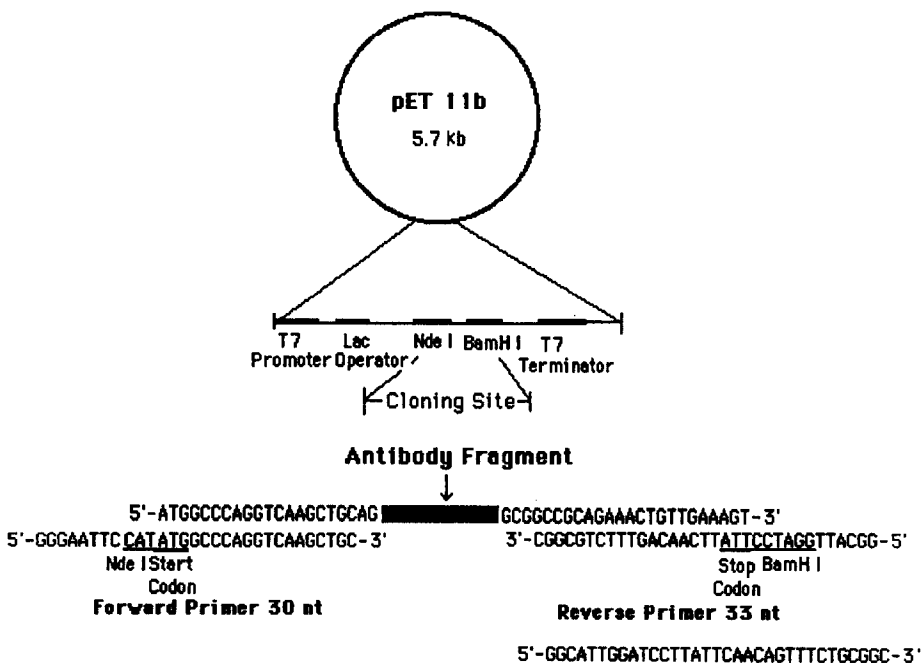 pET 11b
5.7 Kb
T7 Lac Nde I BamH I T7
Promoter Operator Terminator
Cloning Site
Antibody Fragment
5'-ATGGCCCAGGTCAAGCTGCAG GCGGCCGCAGAAACTGTTGAAAGT-3'
5'-GGGAATTCCATATGGCCCAGGTCAAGCTGC-3' 3'-CGGCGTCTTTGACAACTTATTCCTAGGTTACGG-5'
Nde I Start Stop BamH I
Codon Codon
Forward Primer 30 nt Reverse Primer 33 nt
5'-GGCATTGGATCCTTATTCAACAGTTTCTGCGGC-3'